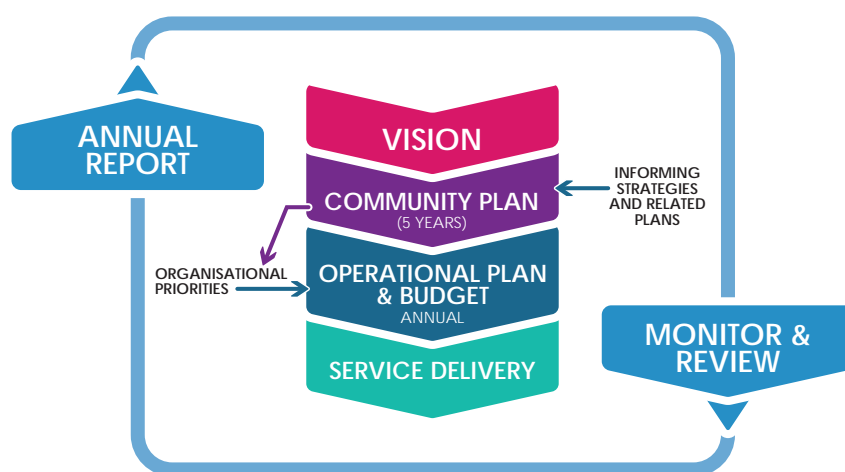 ANNUAL
REPORT
VISION
COMMUNITY PLAN
(5 YEARS)
INFORMING
STRATEGIES
AND RELATED
PLANS
ORGANISATIONAL
PRIORITIES
OPERATIONAL PLAN
& BUDGET
ANNUAL
SERVICE DELIVERY
MONITOR &
REVIEW